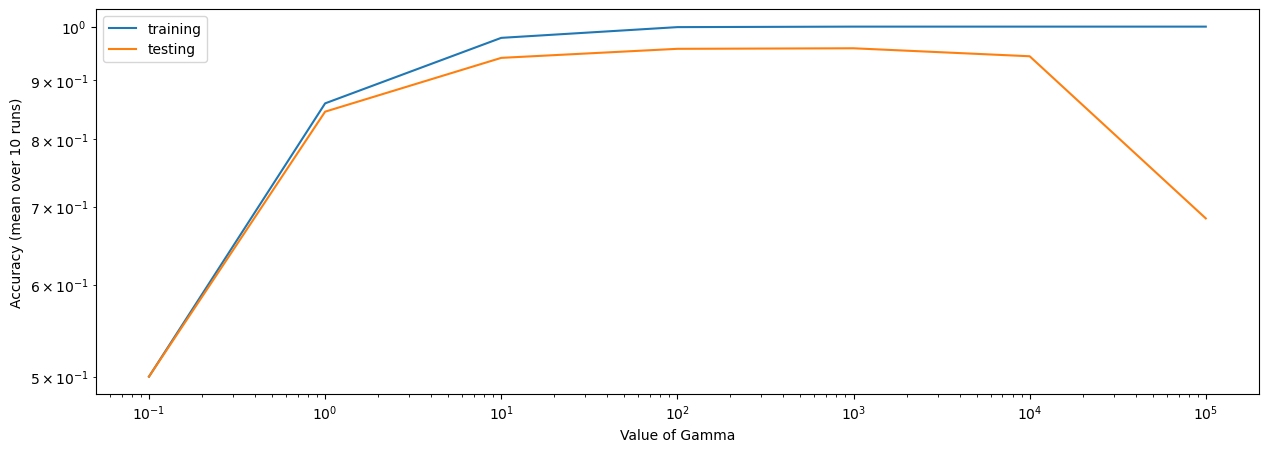 training
testing
10⁰
9 × 10⁻¹
8 × 10⁻¹
7 × 10⁻¹
6 × 10⁻¹
5 × 10⁻¹
Accuracy (mean over 10 runs)
10⁻¹ 10⁰ 10¹ 10² 10³ 10⁴ 10⁵
Value of Gamma